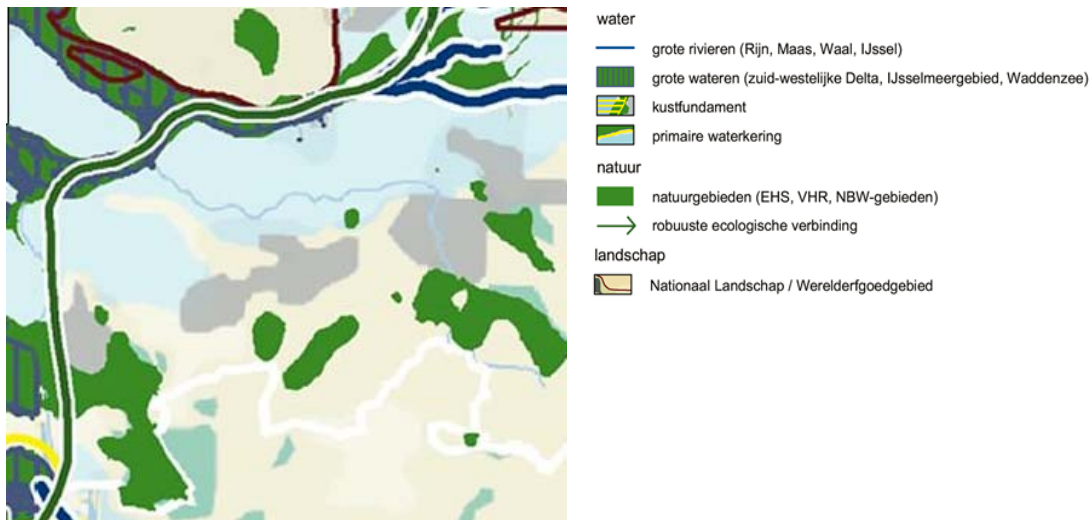 water
grote rivieren (Rijn, Maas, Waal, IJssel)
grote wateren (zuid-westelijke Delta, IJsselmeergebied, Waddenzee)
kustfundament
primaire waterkering
natuur
natuurgebieden (EHS, VHR, NBW-gebieden)
robuuste ecologische verbinding
landschap
Nationaal Landschap / Werelderfgoedgebied